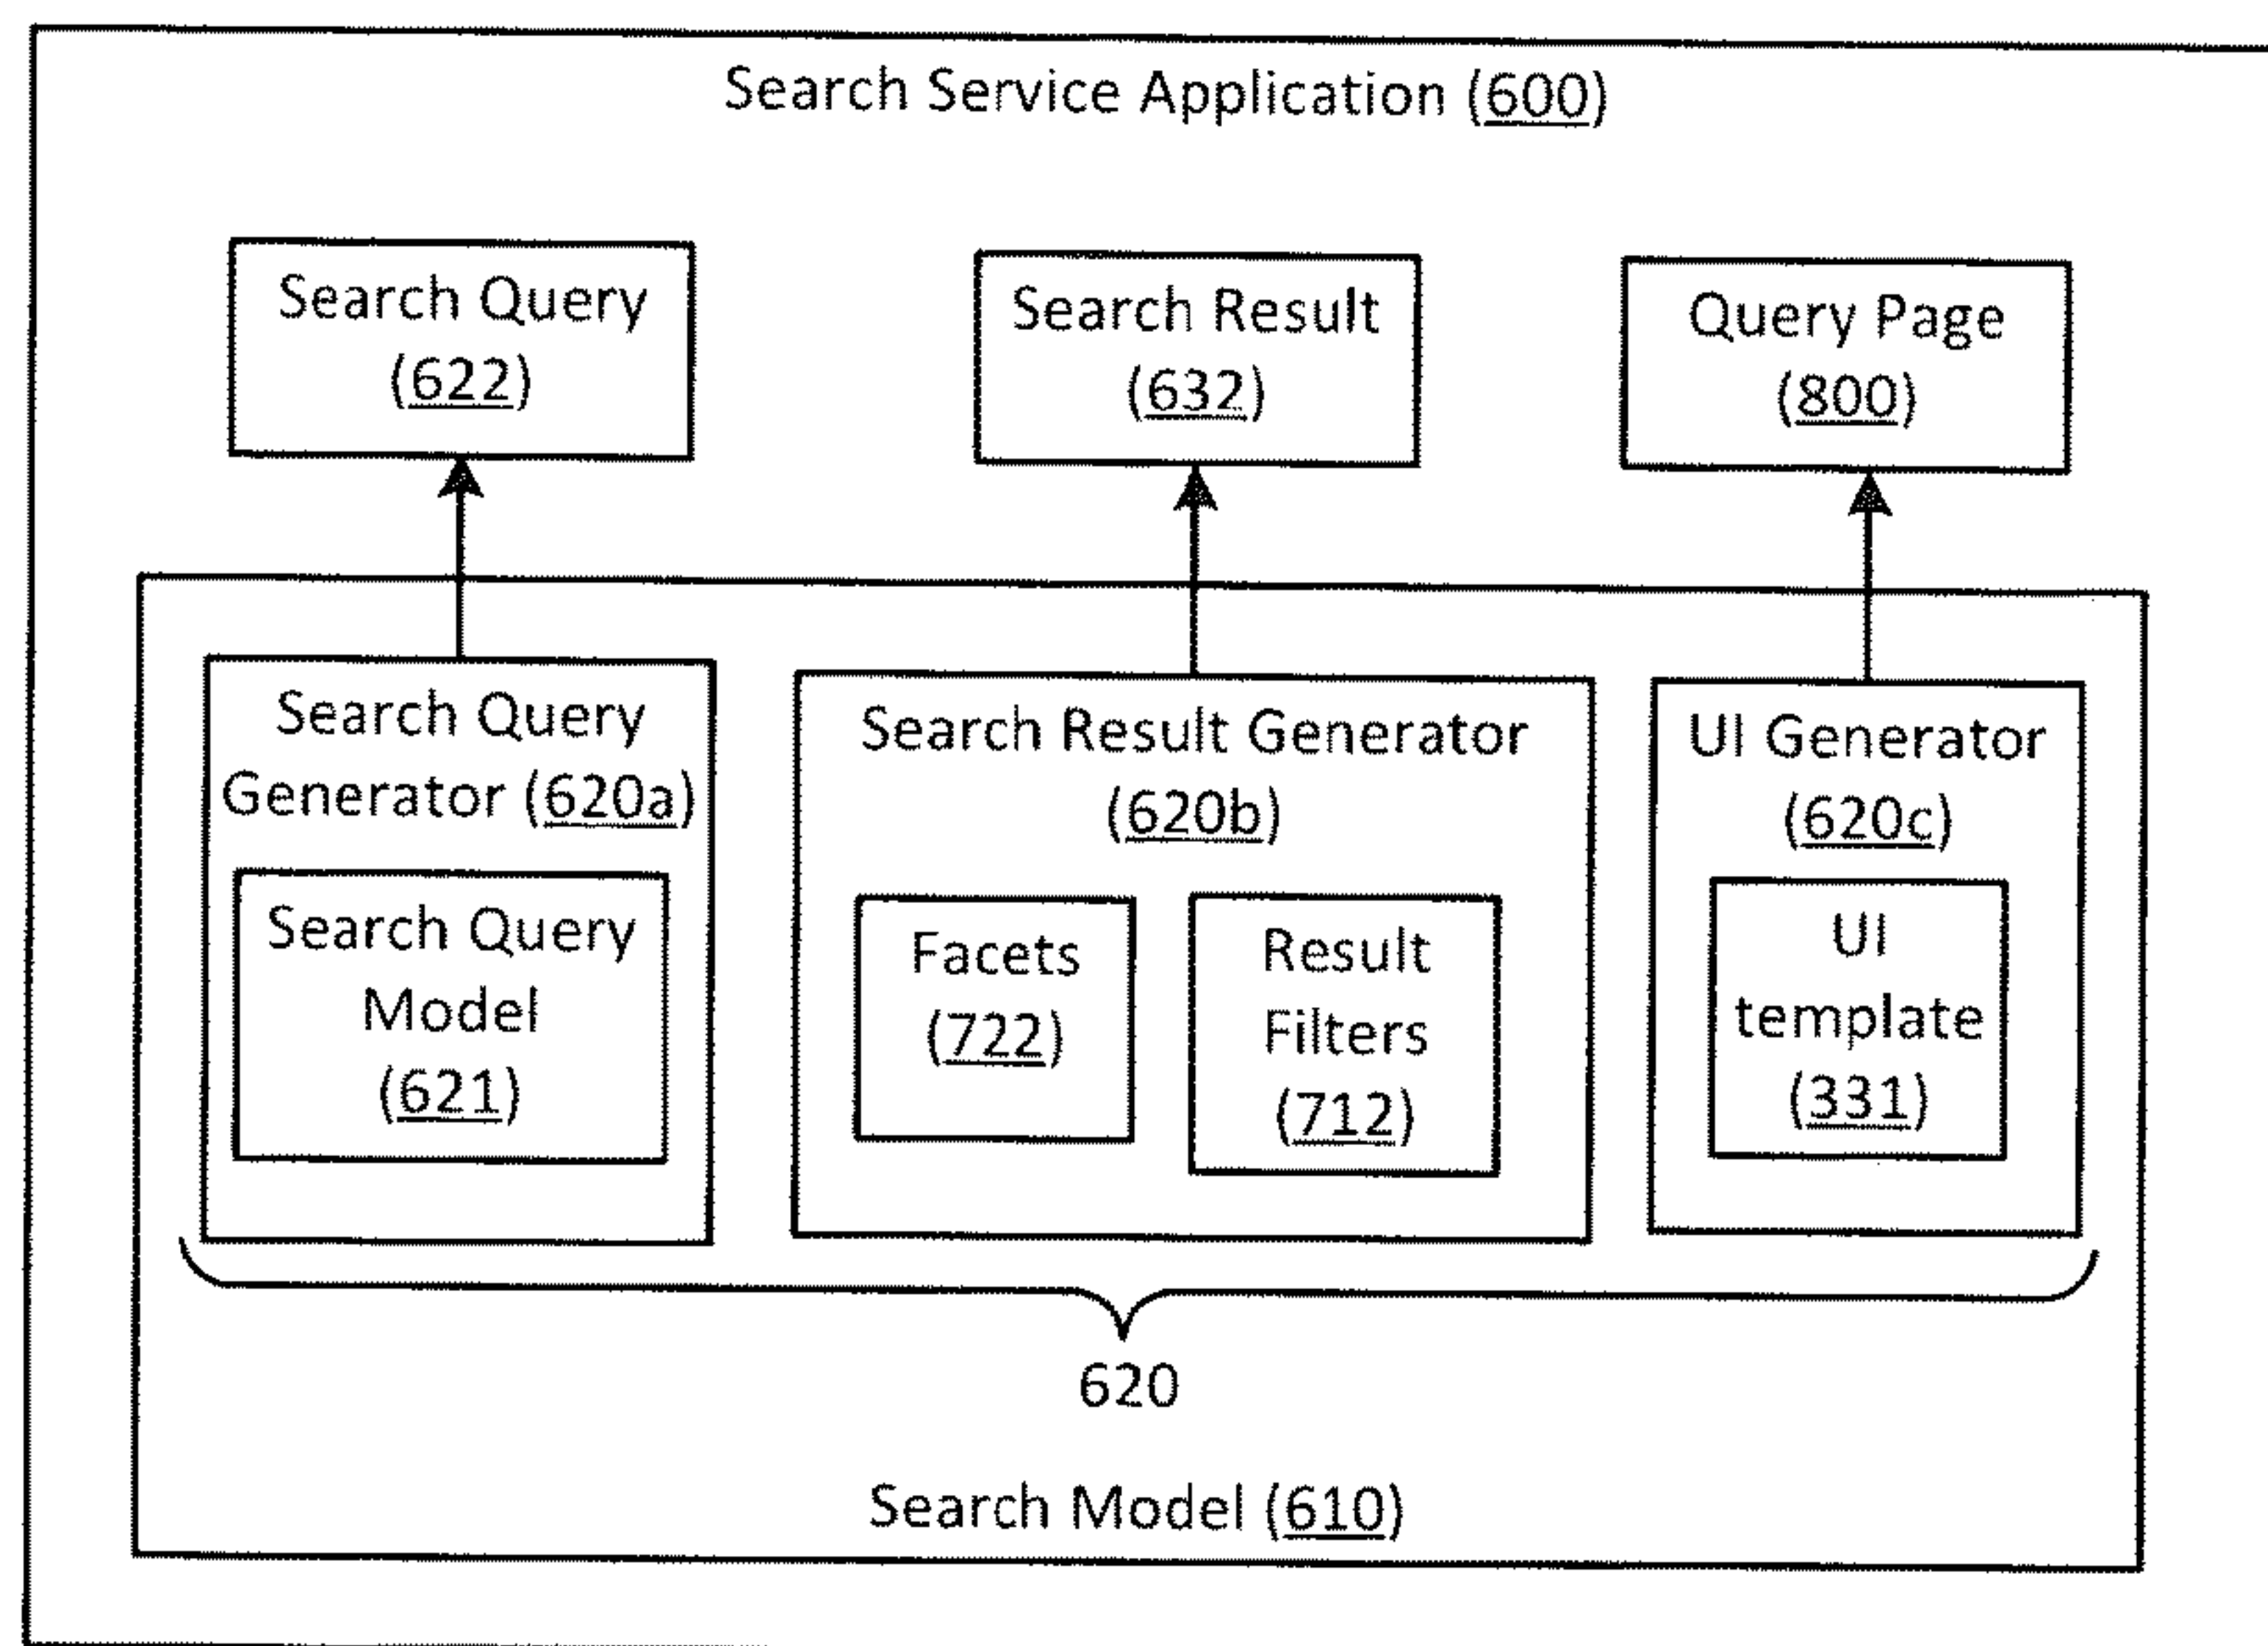 Search Service Application (600)
Search Query
(622)
Search Result
(632)
Query Page
(800)
Search Query
Generator (620a)
Search Query
Model
(621)
Search Result Generator
(620b)
Facets
(722)
Result
Filters
(712)
UI Generator
(620c)
UI
template
(331)
620
Search Model (610)